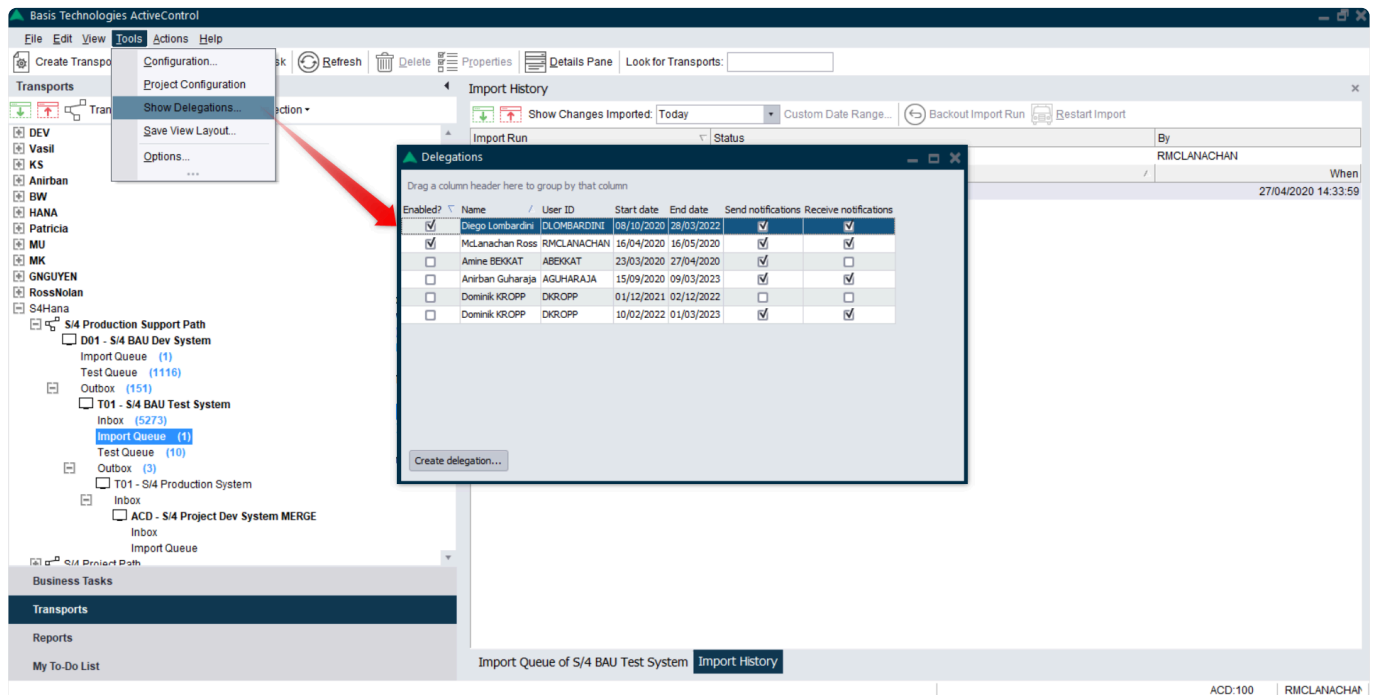 Basis Technologies ActiveControl
File Edit View Tools Actions Help
Create Transpo sk Refresh Delete Properties Details Pane Look for Transports:
Configuration...
Project Configuration
Show Delegations...
Save View Layout...
Options...
Transports
Tran ection
DEV
Vasil
KS
Anirban
BW
HANA
Patricia
MU
MK
GNGUYEN
RossNolan
S4Hana
S/4 Production Support Path
D01 - S/4 BAU Dev System
Import Queue (1)
Test Queue (1116)
Outbox (151)
T01 - S/4 BAU Test System
Inbox (5273)
Import Queue (1)
Test Queue (10)
Outbox (3)
T01 - S/4 Production System
Inbox
ACD - S/4 Project Dev System MERGE
Inbox
Import Queue
S/4 Project Path
Business Tasks
Transports
Reports
My To-Do List
Import History
Show Changes Imported: Today Custom Date Range... Backout Import Run Restart Import
Import Run Status By
RMCLANACHAN
When
27/04/2020 14:33:59
Delegations
Drag a column header here to group by that column
Enabled? Name User ID Start date End date Send notifications Receive notifications
Diego Lombardini DLOMBARDINI 08/10/2020 28/03/2022
McLanachan Ross RMCLANACHAN 16/04/2020 16/05/2020
Amine BEKKAT ABEKKAT 23/03/2020 27/04/2020
Anirban Guharaja AGUHARAJA 15/09/2020 09/03/2023
Dominik KROPP DKROPP 01/12/2021 02/12/2022
Dominik KROPP DKROPP 10/02/2022 01/03/2023
Create delegation...
Import Queue of S/4 BAU Test System Import History
ACD:100 RMCLANACHAN